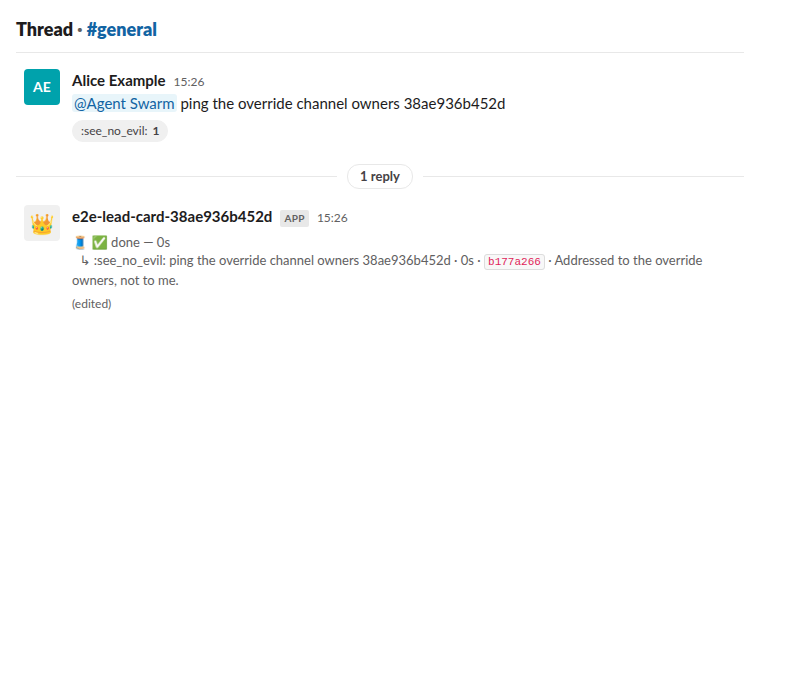 Thread • #general
AE
Alice Example 15:26
@Agent Swarm ping the override channel owners 38ae936b452d
:see_no_evil: 1
1 reply
e2e-lead-card-38ae936b452d APP 15:26
🧵 ✅ done — 0s
↳ :see_no_evil: ping the override channel owners 38ae936b452d · 0s · b177a266 · Addressed to the override
owners, not to me.
(edited)